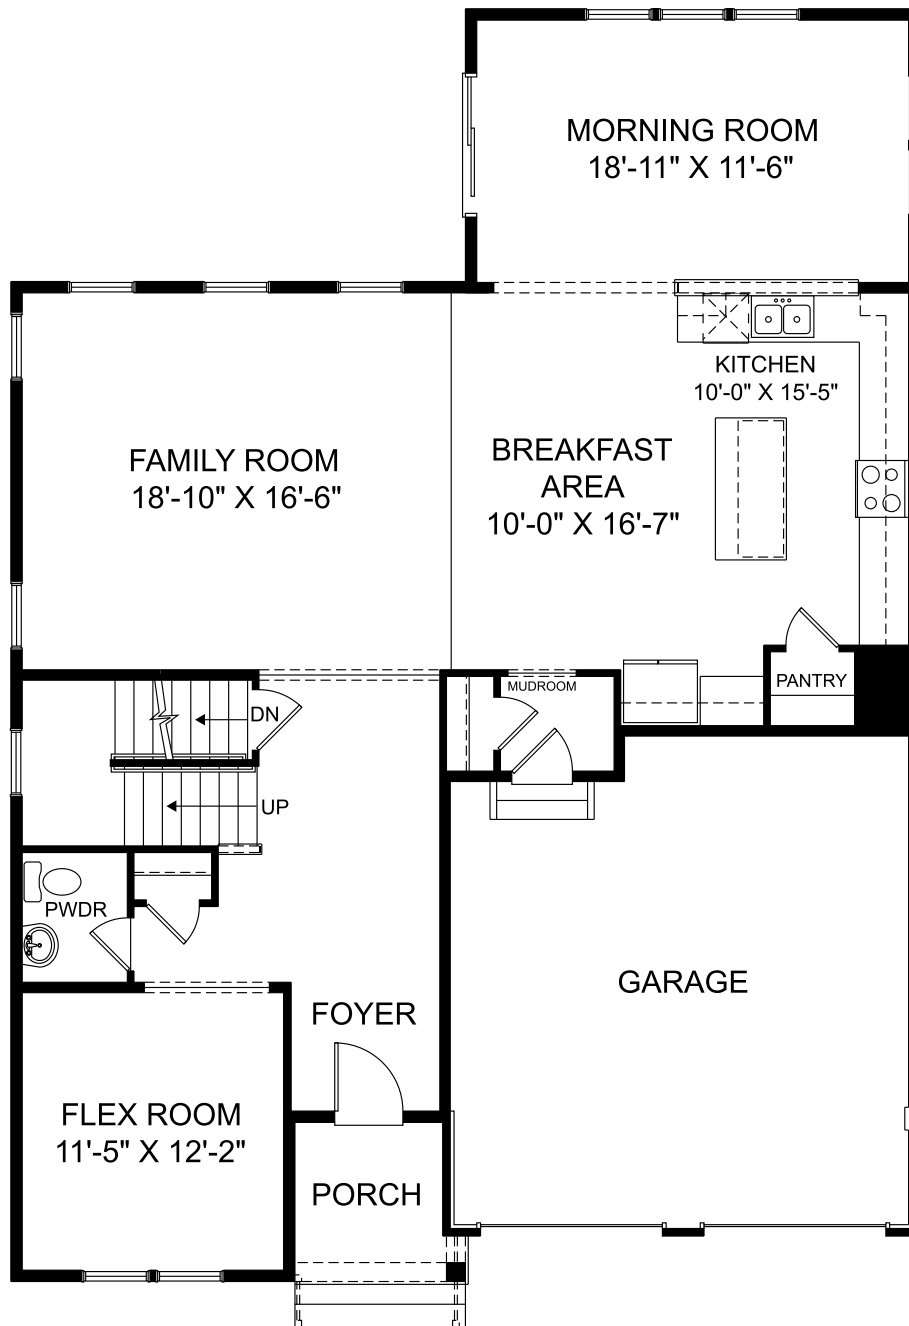 MORNING ROOM
18'-11" X 11'-6"
KITCHEN
10'-0" X 15'-5"
FAMILY ROOM
18'-10" X 16'-6"
BREAKFAST
AREA
10'-0" X 16'-7"
PANTRY
MUDROOM
DN
UP
PWDR
GARAGE
FOYER
FLEX ROOM
11'-5" X 12'-2"
PORCH